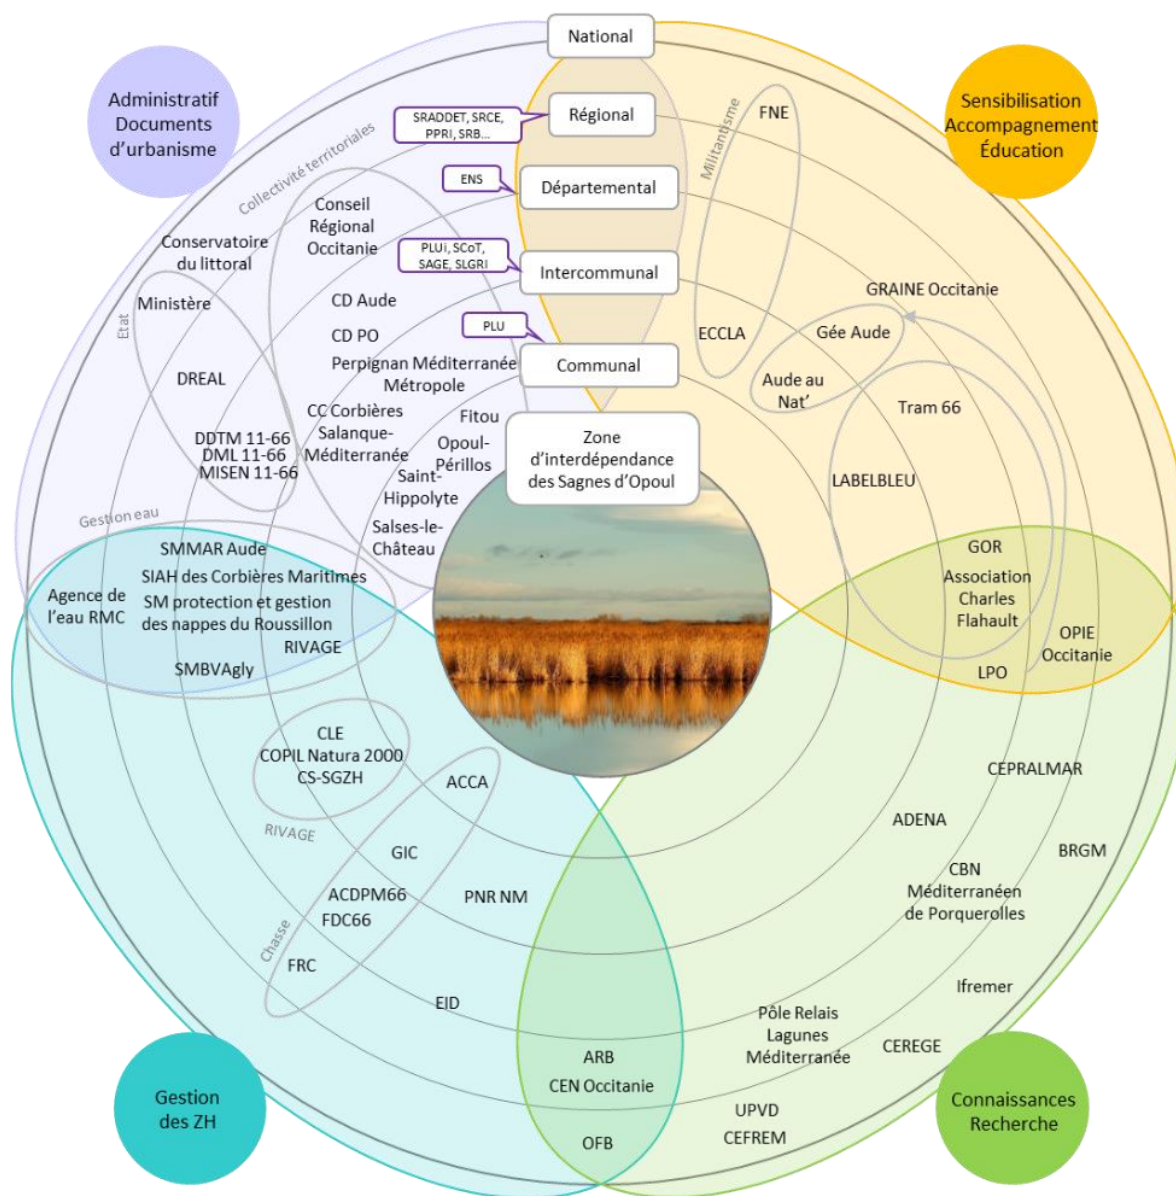 National
Administratif
Documents
d'urbanisme
Sensibilisation
Accompagnement
Éducation
Régional
SRADDET, SRCE,
PPRI, SRB...
Départemental
ENS
Intercommunal
PLUi, SCoT,
SAGE, SLGRI
Communal
PLU
Zone
d'interdépendance
des Sagnes d'Opoul
Collectivité territoriales
Conseil
Régional
Occitanie
CD Aude
CD PO
Perpignan Méditerranée
Métropole
CC Corbières
Salanque-
Méditerranée
Fitou
Opoul-
Périllos
Saint-
Hippolyte
Salses-le-
Château
Conservatoire
du littoral
Etat
Ministère
DREAL
DDTM 11-66
DML 11-66
MISEN 11-66
Militantisme
FNE
ECCLA
GRAINE Occitanie
Gée Aude
Aude au
Nat'
Tram 66
LABELBLEU
GOR
Association
Charles
Flahault
OPIE
Occitanie
LPO
Gestion eau
SMMAR Aude
SIAH des Corbières Maritimes
Agence de
l'eau RMC
SM protection et gestion
des nappes du Roussillon
RIVAGE
SMBVAgly
CLE
COPIL Natura 2000
CS-SGZH
RIVAGE
ACCA
GIC
ACDPM66
FDC66
Chasse
FRC
PNR NM
EID
Gestion
des ZH
ARB
CEN Occitanie
OFB
CEPRALMAR
ADENA
BRGM
CBN
Méditerranéen
de Porquerolles
Ifremer
Pôle Relais
Lagunes
Méditerranée
CEREGE
UPVD
CEFREM
Connaissances
Recherche